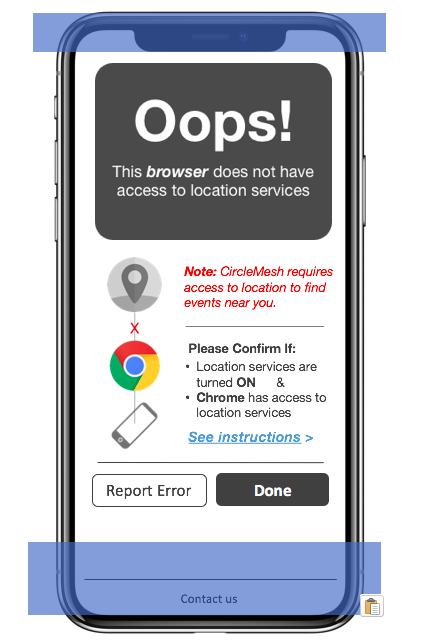 Oops!
This browser does not have
access to location services
Note: CircleMesh requires
access to location to find
events near you.
X
Please Confirm If:
• Location services are
turned ON &
• Chrome has access to
location services
See instructions >
Report Error
Done
Contact us